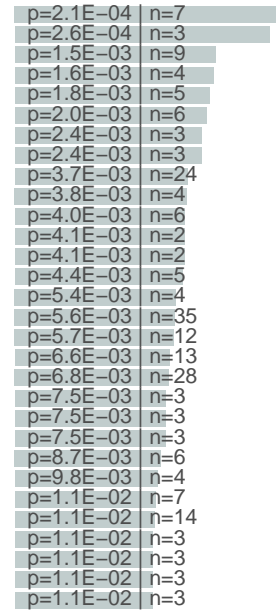 p=2.1E−04 | n=7
p=2.6E−04 | n=3
p=1.5E−03 | n=9
p=1.6E−03 | n=4
p=1.8E−03 | n=5
p=2.0E−03 | n=6
p=2.4E−03 | n=3
p=2.4E−03 | n=3
p=3.7E−03 | n=24
p=3.8E−03 | n=4
p=4.0E−03 | n=6
p=4.1E−03 | n=2
p=4.1E−03 | n=2
p=4.4E−03 | n=5
p=5.4E−03 | n=4
p=5.6E−03 | n=35
p=5.7E−03 | n=12
p=6.6E−03 | n=13
p=6.8E−03 | n=28
p=7.5E−03 | n=3
p=7.5E−03 | n=3
p=7.5E−03 | n=3
p=8.7E−03 | n=6
p=9.8E−03 | n=4
p=1.1E−02 | n=7
p=1.1E−02 | n=14
p=1.1E−02 | n=3
p=1.1E−02 | n=3
p=1.1E−02 | n=3
p=1.1E−02 | n=3